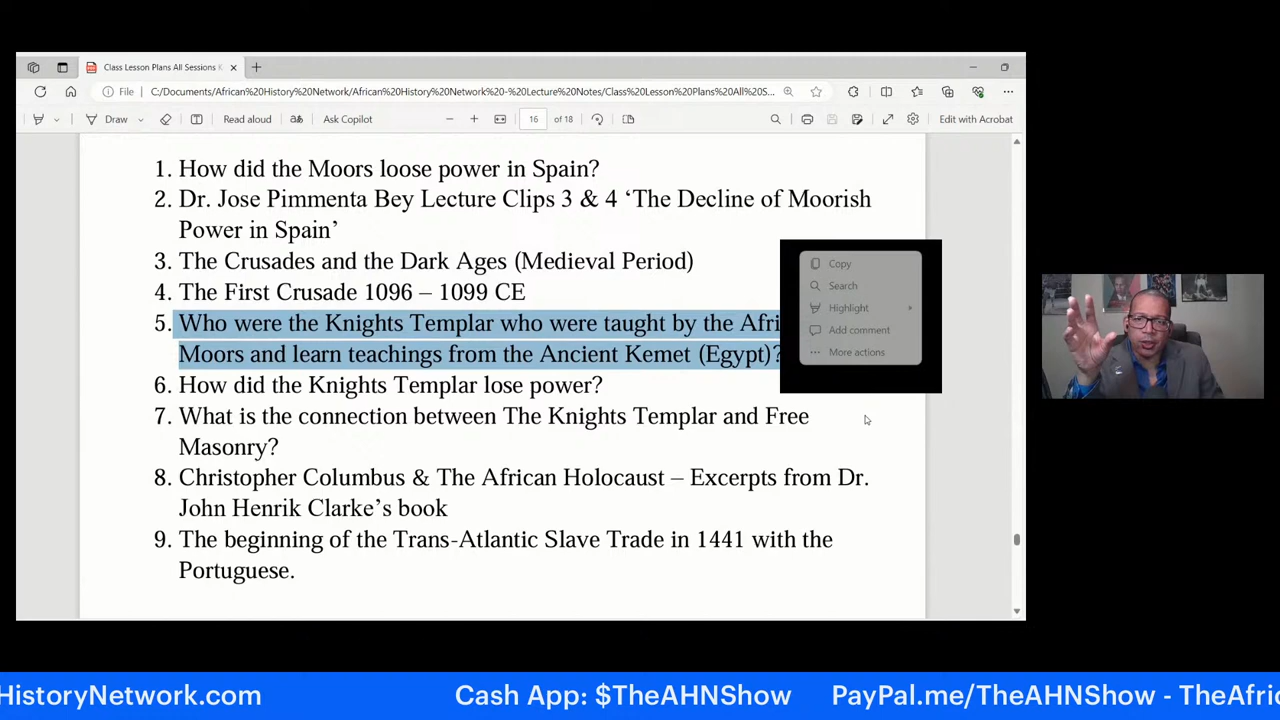 Class Lesson Plans All Sessions K
File
C:/Documents/African%20History%20Network/African%20History%20Network%20-%20Lecture%20Notes/Class%20Lesson%20Plans%20All%20S...
Draw
Read aloud
Ask Copilot
16
of 18
Edit with Acrobat
1. How did the Moors loose power in Spain?
2. Dr. Jose Pimmenta Bey Lecture Clips 3 & 4 ‘The Decline of Moorish
Power in Spain’
3. The Crusades and the Dark Ages (Medieval Period)
4. The First Crusade 1096 – 1099 CE
5. Who were the Knights Templar who were taught by the Afri
Moors and learn teachings from the Ancient Kemet (Egypt)?
6. How did the Knights Templar lose power?
7. What is the connection between The Knights Templar and Free
Masonry?
8. Christopher Columbus & The African Holocaust – Excerpts from Dr.
John Henrik Clarke’s book
9. The beginning of the Trans-Atlantic Slave Trade in 1441 with the
Portuguese.
Copy
Search
Highlight
Add comment
More actions
HistoryNetwork.com
Cash App: $TheAHNShow
PayPal.me/TheAHNShow - TheAfri